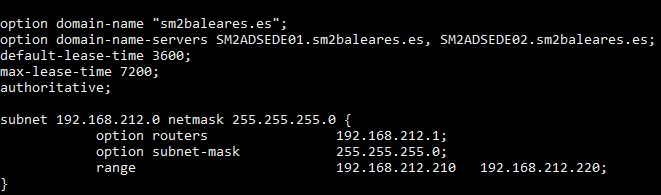 option domain-name "sm2baleares.es";
option domain-name-servers SM2ADSEDE01.sm2baleares.es, SM2ADSEDE02.sm2baleares.es;
default-lease-time 3600;
max-lease-time 7200;
authoritative;
subnet 192.168.212.0 netmask 255.255.255.0 {
option routers 192.168.212.1;
option subnet-mask 255.255.255.0;
range 192.168.212.210 192.168.212.220;
}